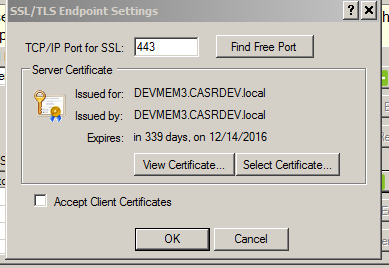 SSL/TLS Endpoint Settings
TCP/IP Port for SSL: 443 Find Free Port
Server Certificate
Issued for: DEVMEM3.CASRDEV.local
Issued by: DEVMEM3.CASRDEV.local
Expires: in 339 days, on 12/14/2016
View Certificate... Select Certificate...
Accept Client Certificates
OK Cancel